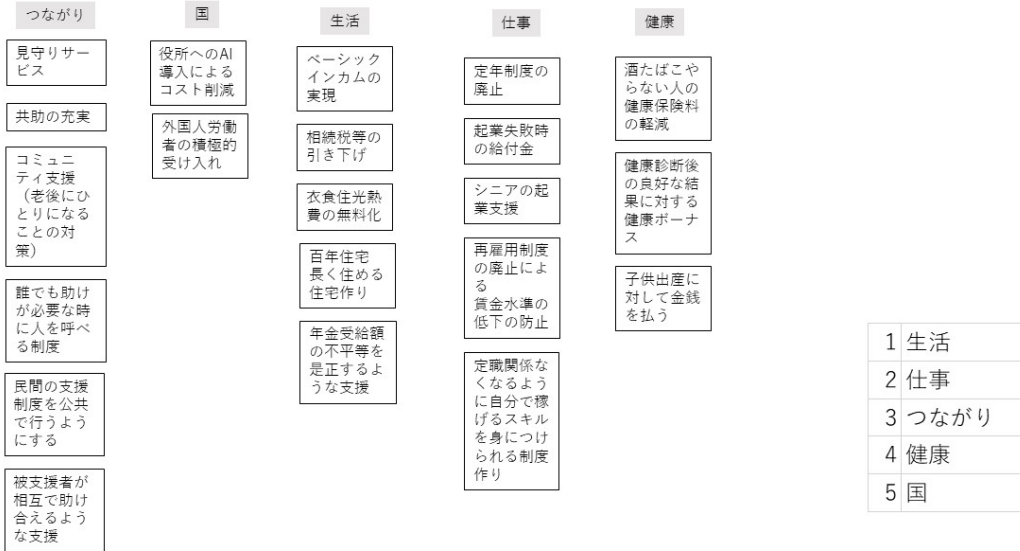 つながり
見守りサー
ビス
共助の充実
コミュニ
ティ支援
（老後にひ
とりになる
ことの対
策）
誰でも助け
が必要な時
に人を呼べ
る制度
民間の支援
制度を公共
で行うよう
にする
被支援者が
相互で助け
合えるよう
な支援
国
役所へのAI
導入による
コスト削減
外国人労働
者の積極的
受け入れ
生活
ベーシック
インカムの
実現
相続税等の
引き下げ
衣食住光熱
費の無料化
百年住宅
長く住める
住宅作り
年金受給額
の不平等を
是正するよ
うな支援
仕事
定年制度の
廃止
起業失敗時
の給付金
シニアの起
業支援
再雇用制度
の廃止によ
る
賃金水準の
低下の防止
定職関係な
くなるよう
に自分で稼
げるスキル
を身につけ
られる制度
作り
健康
酒たばこや
らない人の
健康保険料
の軽減
健康診断後
の良好な結
果に対する
健康ボーナ
ス
子供出産に
対して金銭
を払う
1 生活
2 仕事
3 つながり
4 健康
5 国